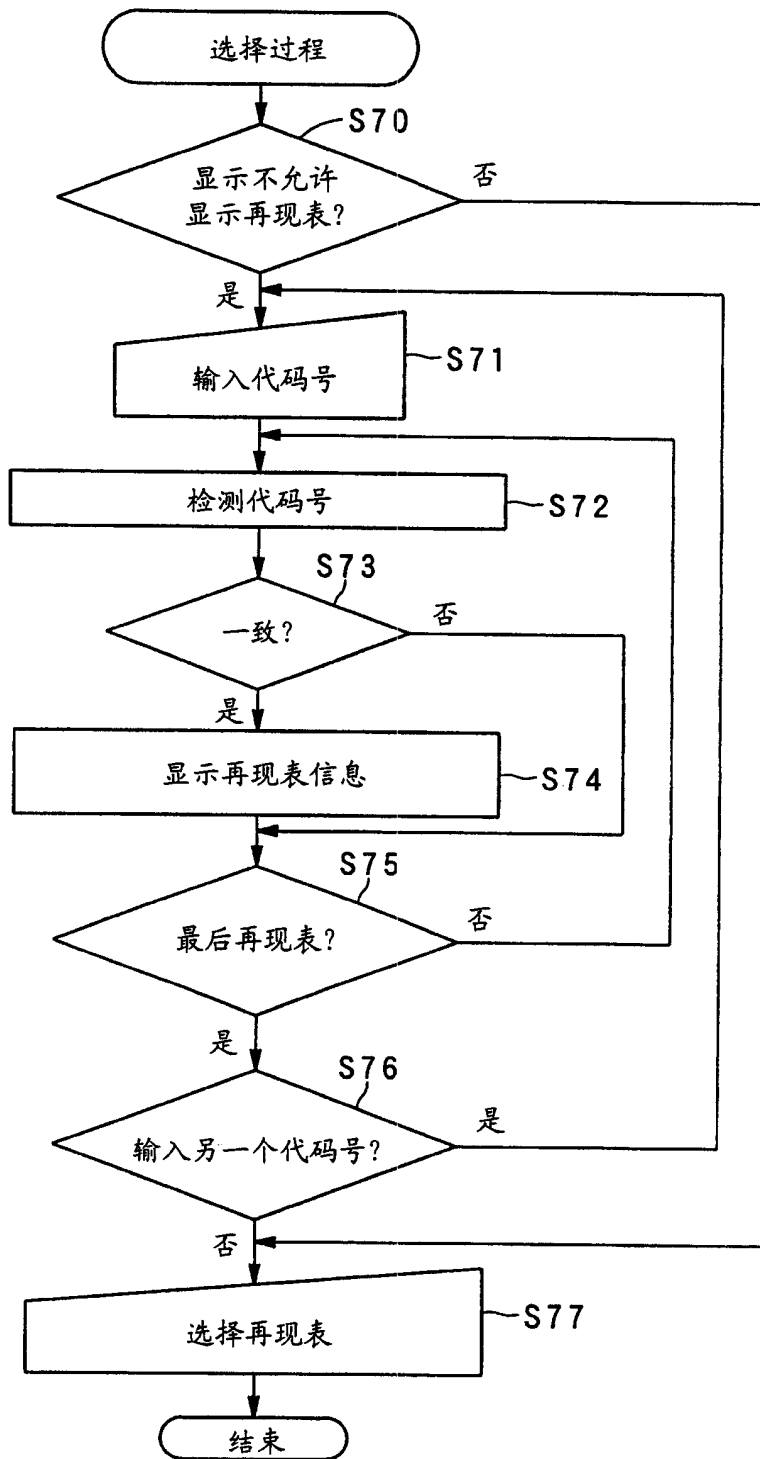 选择过程
S70
显示不允许
显示再现表?
否
是
输入代码号
S71
检测代码号
S72
S73
一致?
否
是
显示再现表信息
S74
S75
最后再现表?
否
是
S76
输入另一个代码号?
是
否
选择再现表
S77
结束